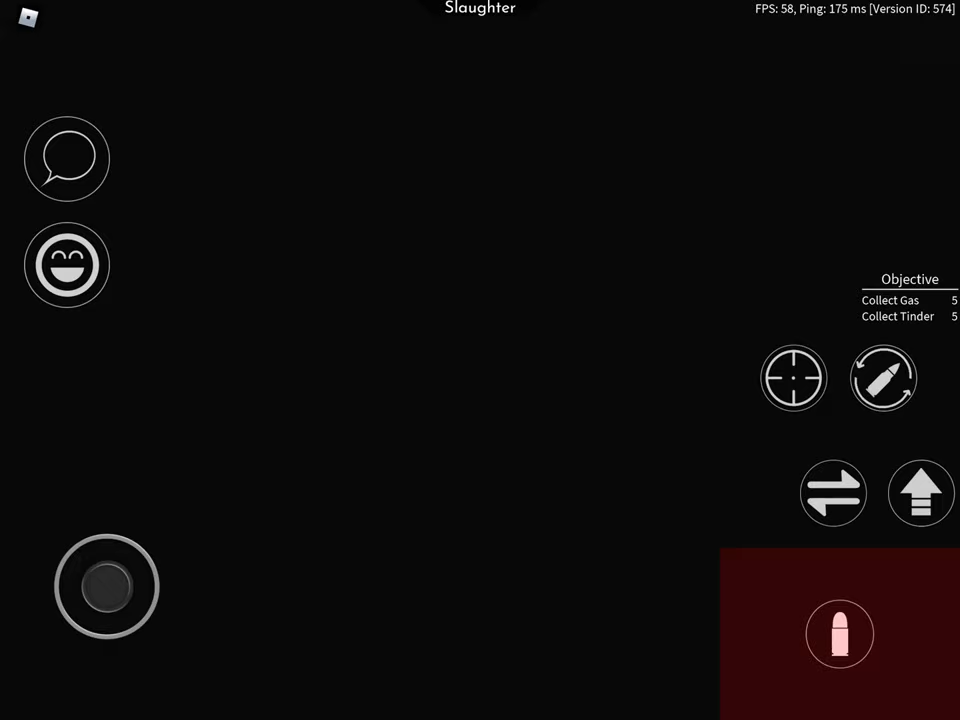 Slaughter
FPS: 58, Ping: 175 ms [Version ID: 574]
Objective
Collect Gas 5
Collect Tinder 5